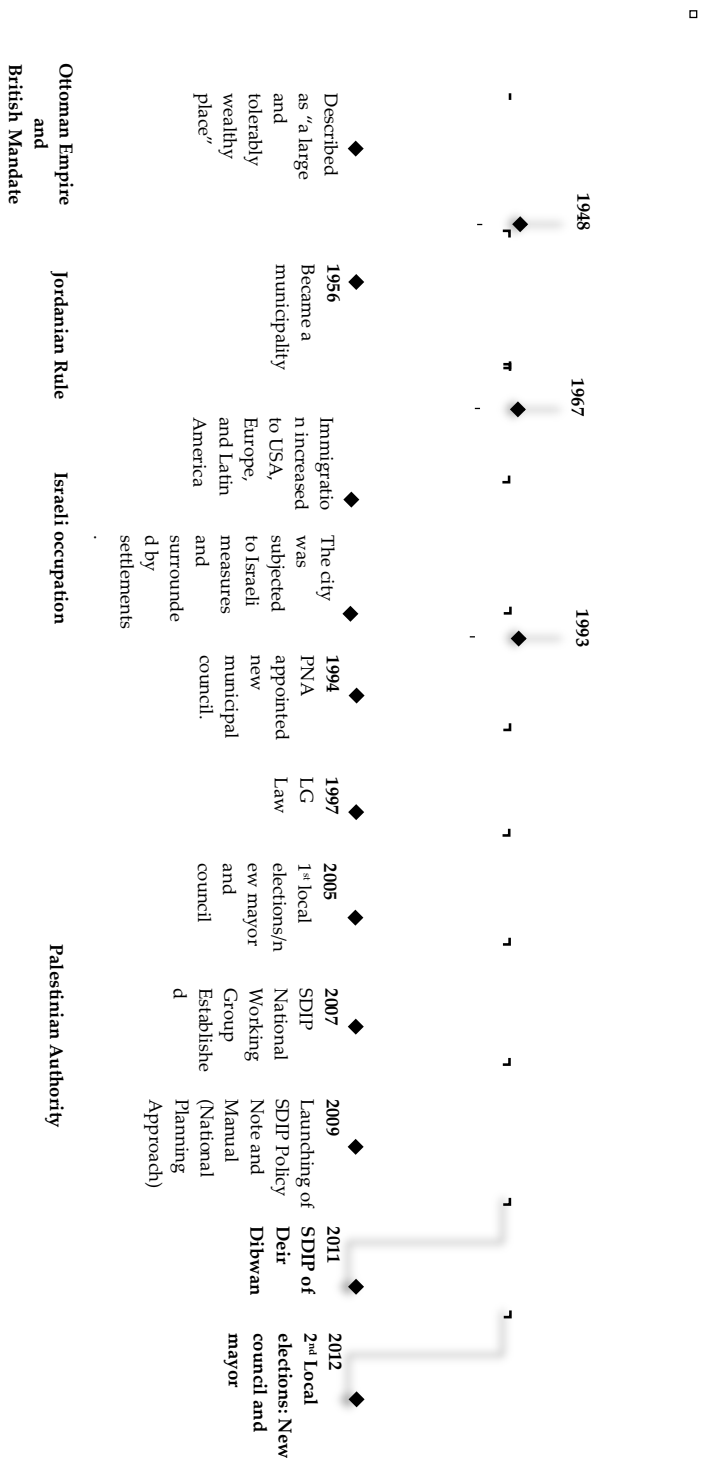 1948
1967
1993
Described
as “a large
and
tolerably
wealthy
place”
1956
Became a
municipality
Immigratio
n increased
to USA,
Europe,
and Latin
America
The city
was
subjected
to Israeli
measures
and
surrounde
d by
settlements
.
1994
PNA
appointed
new
municipal
council.
1997
LG
Law
2005
1st local
elections/n
ew mayor
and
council
2007
SDIP
National
Working
Group
Establishe
d
2009
Launching of
SDIP Policy
Note and
Manual
(National
Planning
Approach)
2011
SDIP of
Deir
Dibwan
2012
2nd Local
elections: New
council and
mayor
Ottoman Empire
and
British Mandate
Jordanian Rule
Israeli occupation
Palestinian Authority